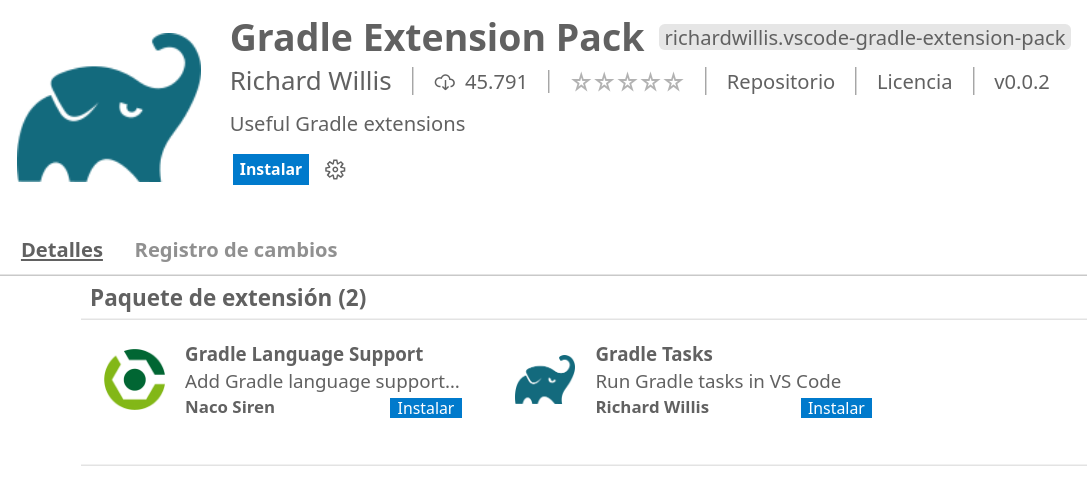 Gradle Extension Pack richardwillis.vscode-gradle-extension-pack
Richard Willis 45.791 Repositorio Licencia v0.0.2
Useful Gradle extensions
Instalar
Detalles Registro de cambios
Paquete de extensión (2)
Gradle Language Support
Add Gradle language support...
Naco Siren Instalar
Gradle Tasks
Run Gradle tasks in VS Code
Richard Willis Instalar